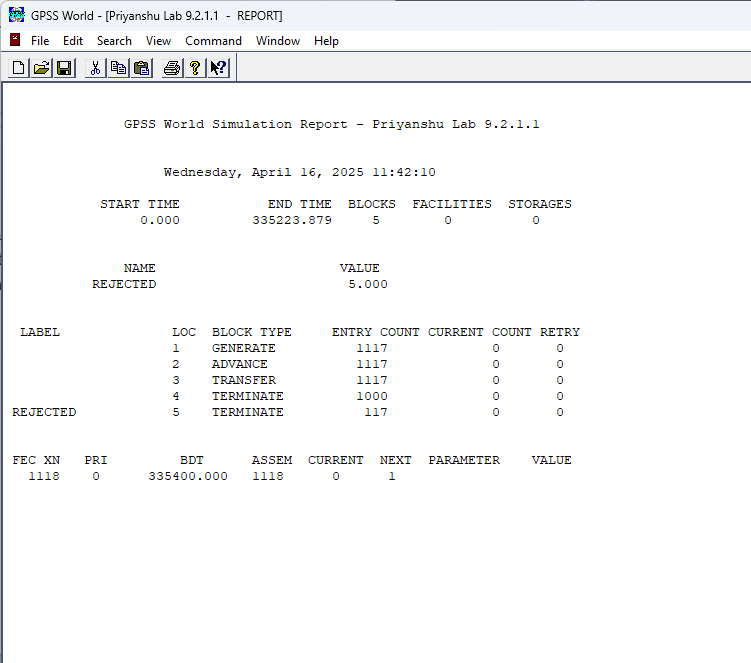 GPSS World - [Priyanshu Lab 9.2.1.1 - REPORT]
File Edit Search View Command Window Help
GPSS World Simulation Report - Priyanshu Lab 9.2.1.1
Wednesday, April 16, 2025 11:42:10
START TIME END TIME BLOCKS FACILITIES STORAGES
0.000 335223.879 5 0 0
NAME VALUE
REJECTED 5.000
LABEL LOC BLOCK TYPE ENTRY COUNT CURRENT COUNT RETRY
1 GENERATE 1117 0 0
2 ADVANCE 1117 0 0
3 TRANSFER 1117 0 0
4 TERMINATE 1000 0 0
REJECTED 5 TERMINATE 117 0 0
FEC XN PRI BDT ASSEM CURRENT NEXT PARAMETER VALUE
1118 0 335400.000 1118 0 1